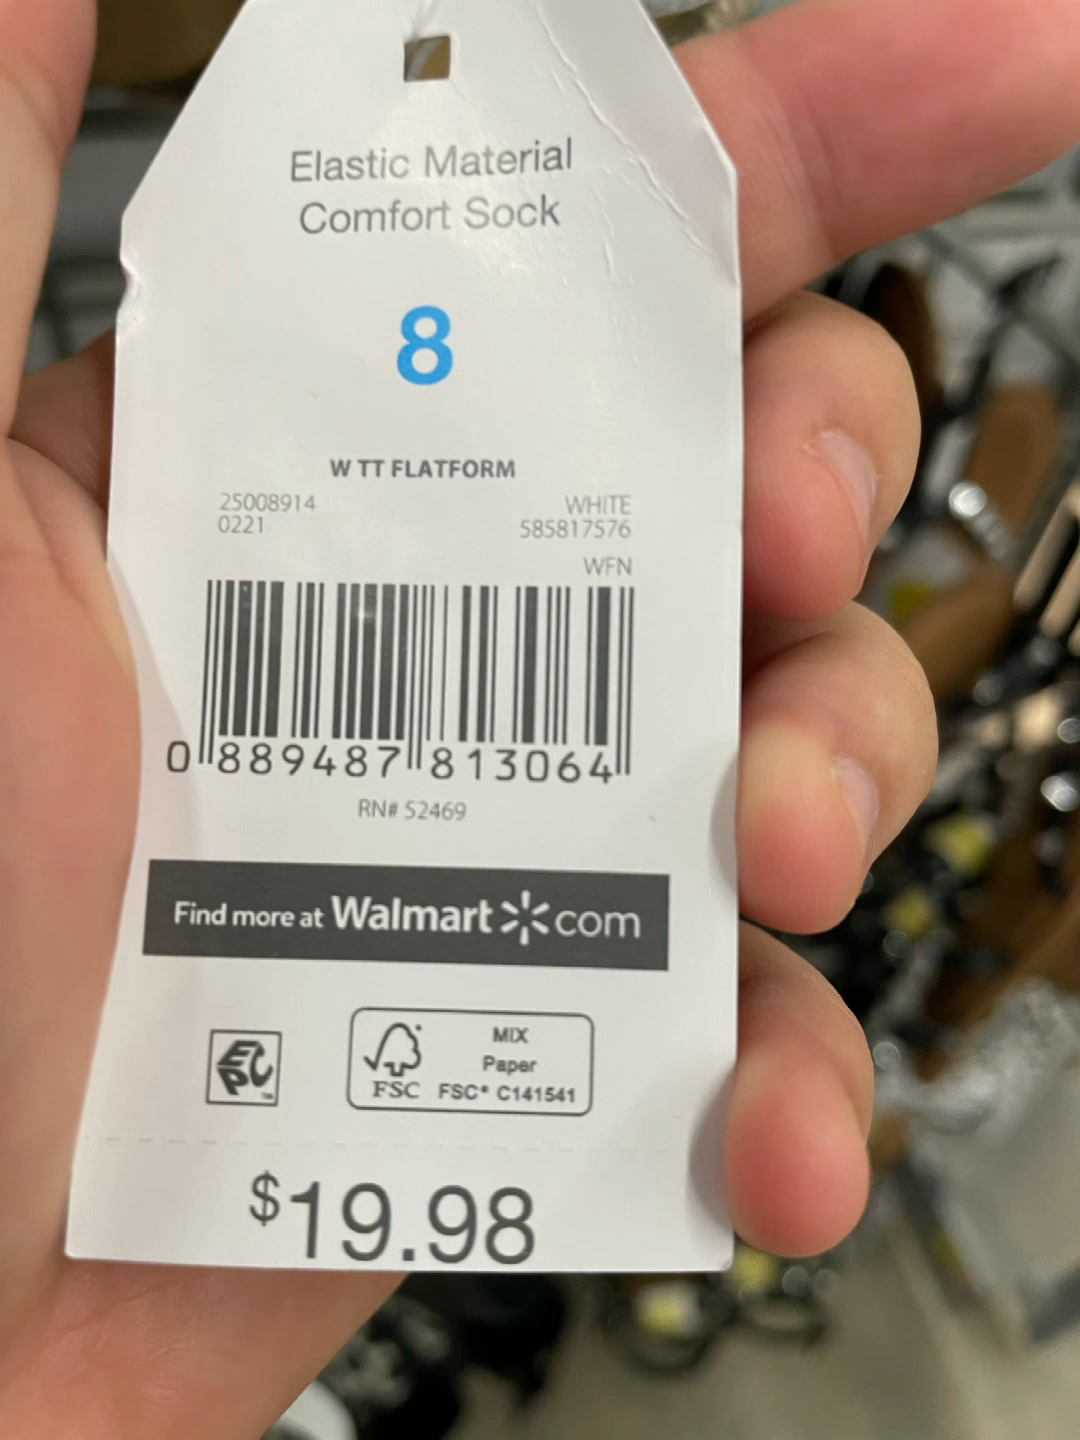 Elastic Material
Comfort Sock
8
W TT FLATFORM
25008914 WHITE
0221 585817576
WFN
0 889487 813064
RN# 52469
Find more at Walmart com
EPC™
MIX
Paper
FSC FSC® C141541
$19.98